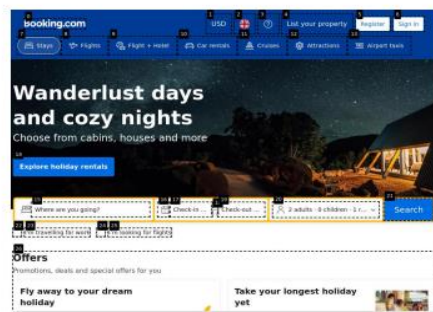 booking.com
USD
List your property
Register
Sign in
Stays
Flights
Flight + Hotel
Car rentals
Cruises
Attractions
Airport taxis
Wanderlust days
and cozy nights
Choose from cabins, houses and more
Explore holiday rentals
Where are you going?
Check-in ...
Check-out ...
2 adults · 0 children · 1 r...
Search
I'm travelling for work
I'm looking for flights
Offers
Promotions, deals and special offers for you
Fly away to your dream
holiday
Take your longest holiday
yet